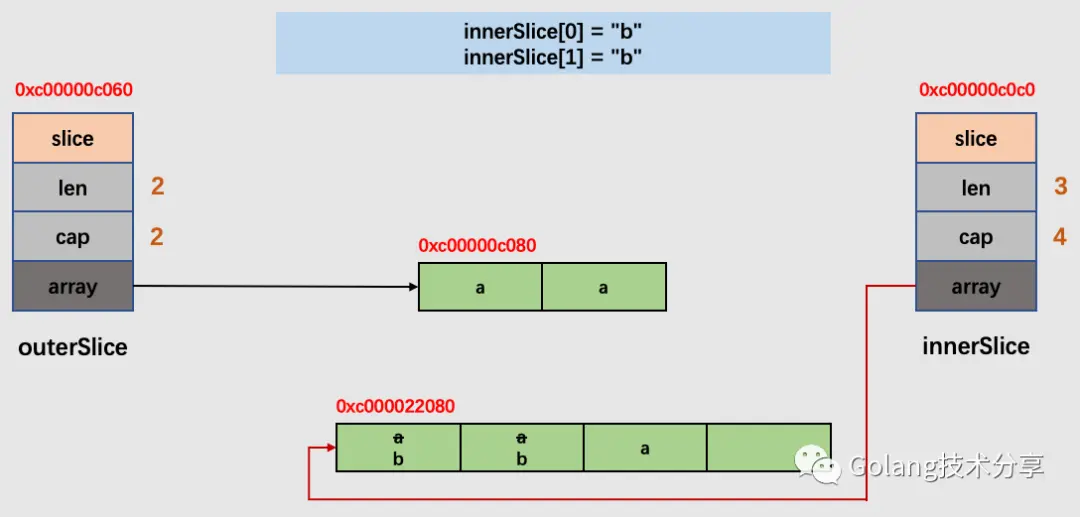 innerSlice[0] = "b"
innerSlice[1] = "b"
0xc00000c060
slice
len 2
cap 2
array
outerSlice
0xc00000c0c0
slice
len 3
cap 4
array
innerSlice
0xc00000c080
a a
0xc000022080
a a
b b a
Golang技术分享